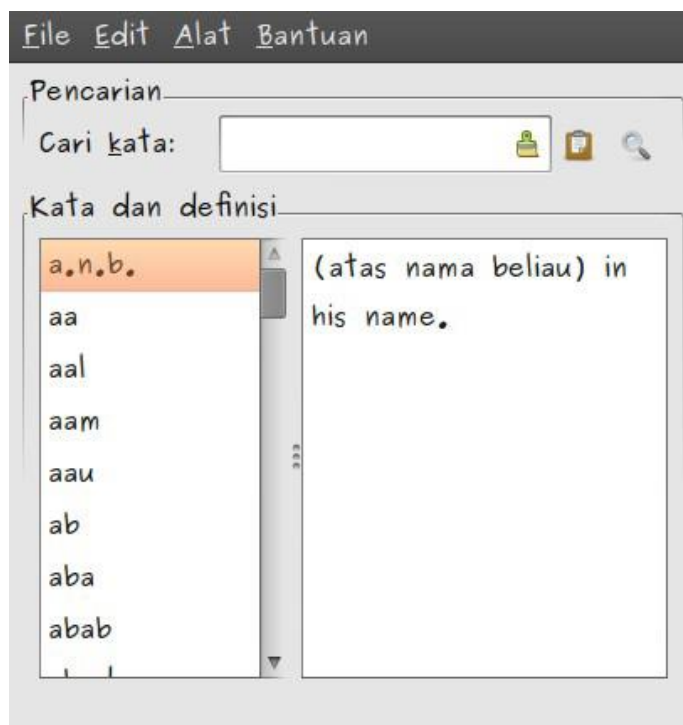 File Edit Alat Bantuan
Pencarian
Cari kata:
Kata dan definisi
a.n.b.
aa
aal
aam
aau
ab
aba
abab
(atas nama beliau) in
his name.